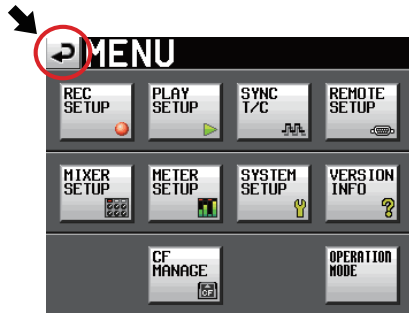 MENU
REC SETUP
PLAY SETUP
SYNC T/C
REMOTE SETUP
MIXER SETUP
METER SETUP
SYSTEM SETUP
VERSION INFO
CF MANAGE
CF
OPERATION MODE